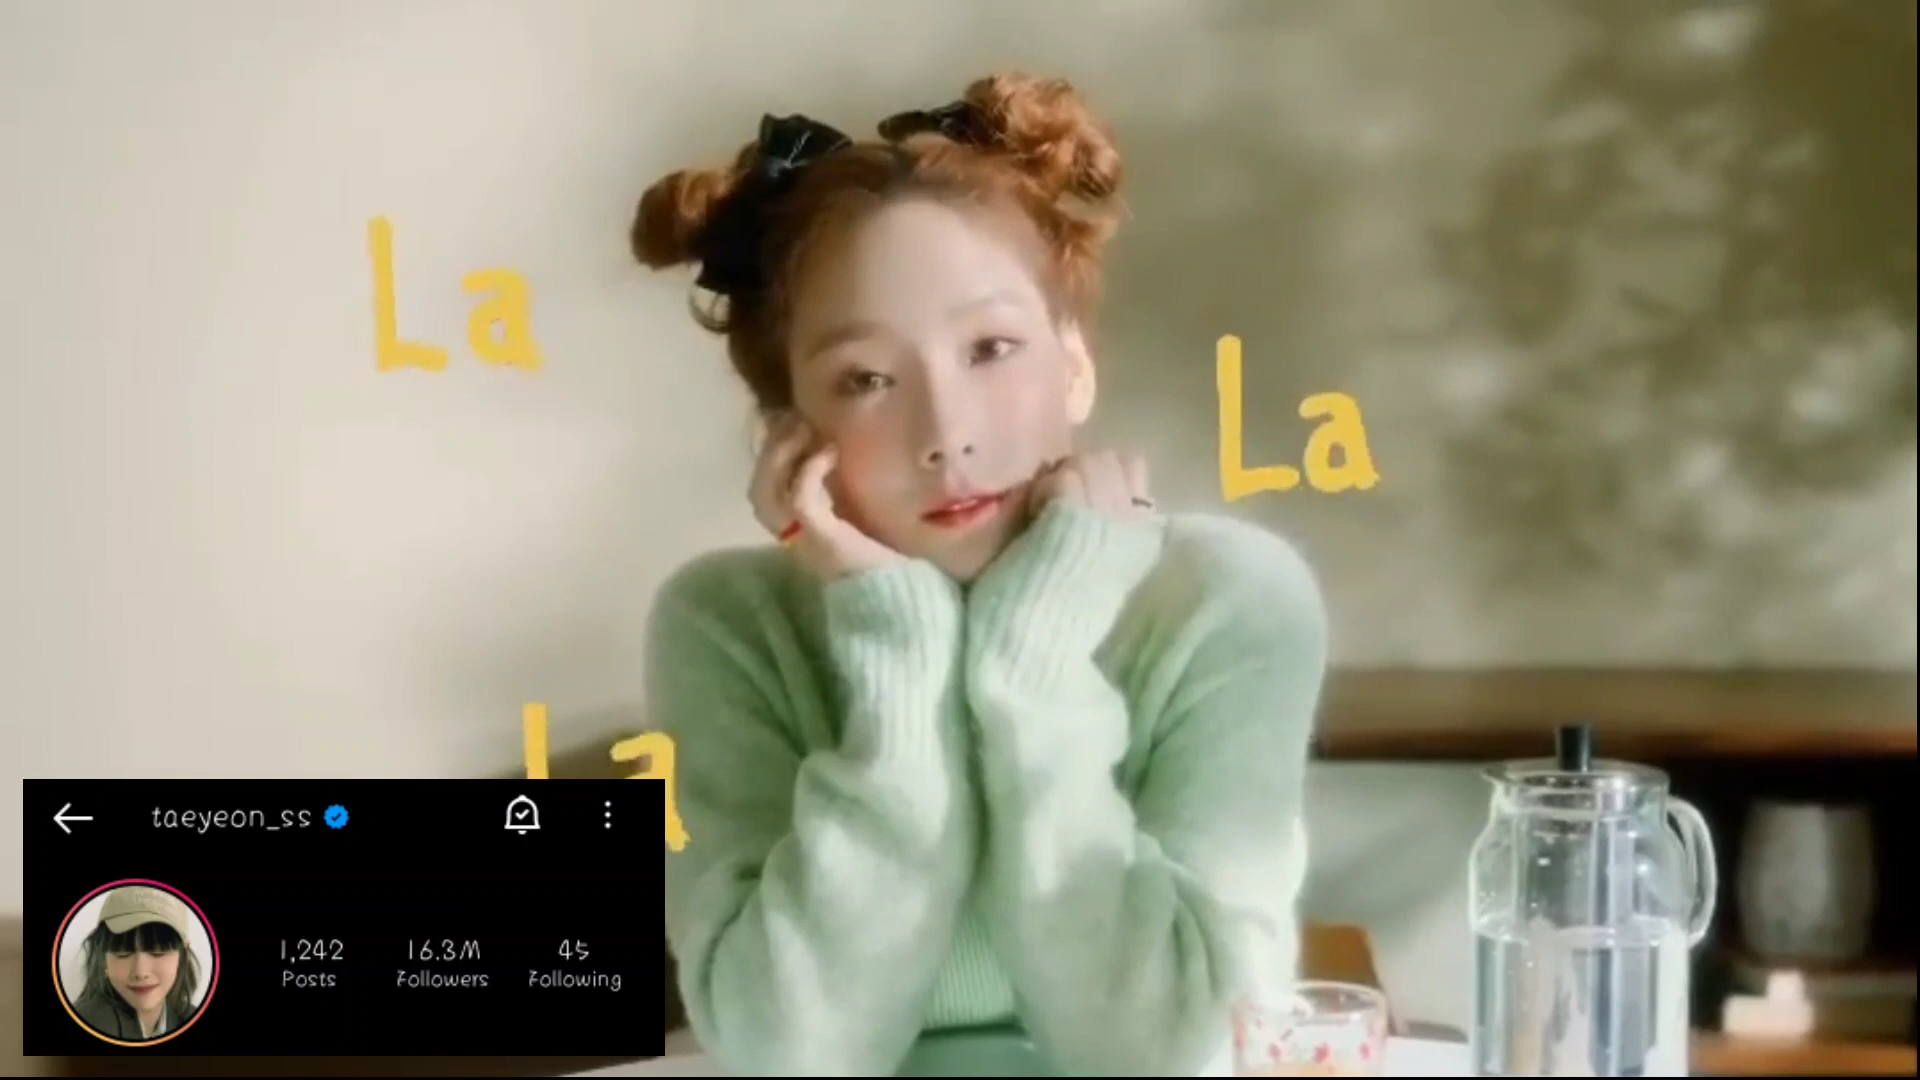 La
La
La
taeyeon_ss
1,242
Posts
16.3M
Followers
45
Following